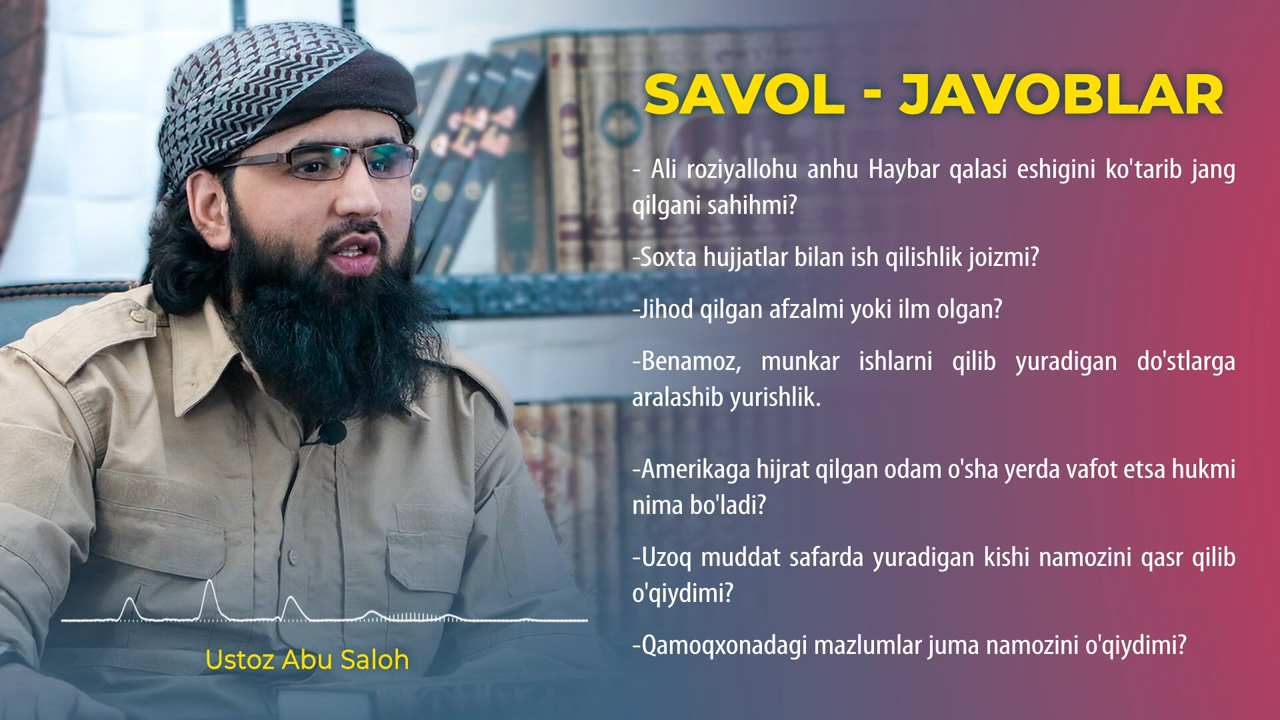 SAVOL - JAVOBLAR
- Ali roziyallohu anhu Haybar qalasi eshigini ko'tarib jang
qilgani sahihmi?
-Soxta hujjatlar bilan ish qilishlik joizmi?
-Jihod qilgan afzalmi yoki ilm olgan?
-Benamoz, munkar ishlarni qilib yuradigan do'stlarga
aralashib yurishlik.
-Amerikaga hijrat qilgan odam o'sha yerda vafot etsa hukmi
nima bo'ladi?
-Uzoq muddat safarda yuradigan kishi namozini qasr qilib
o'qiydimi?
-Qamoqxonadagi mazlumlar juma namozini o'qiydimi?
Ustoz Abu Saloh